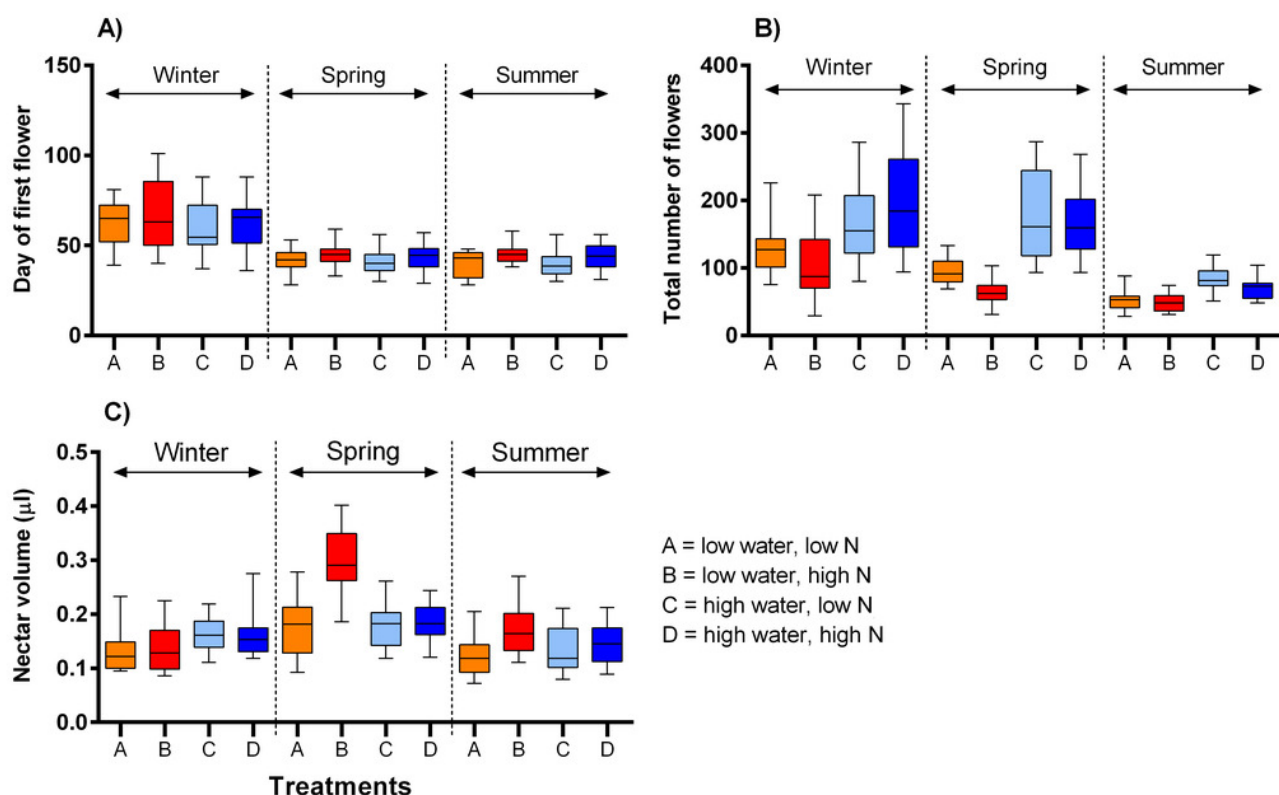 A)
Day of first flower
150
100
50
0
Winter
Spring
Summer
A B C D A B C D A B C D
B)
Total number of flowers
400
300
200
100
0
Winter
Spring
Summer
A B C D A B C D A B C D
C)
Nectar volume (μl)
0.5
0.4
0.3
0.2
0.1
0.0
Winter
Spring
Summer
A B C D A B C D A B C D
Treatments
A = low water, low N
B = low water, high N
C = high water, low N
D = high water, high N